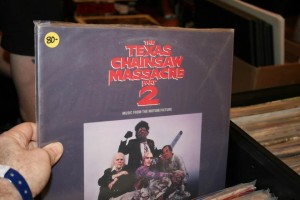 80-
THE
TEXAS
CHAINSAW
MASSACRE
PART
2
MUSIC FROM THE MOTION PICTURE